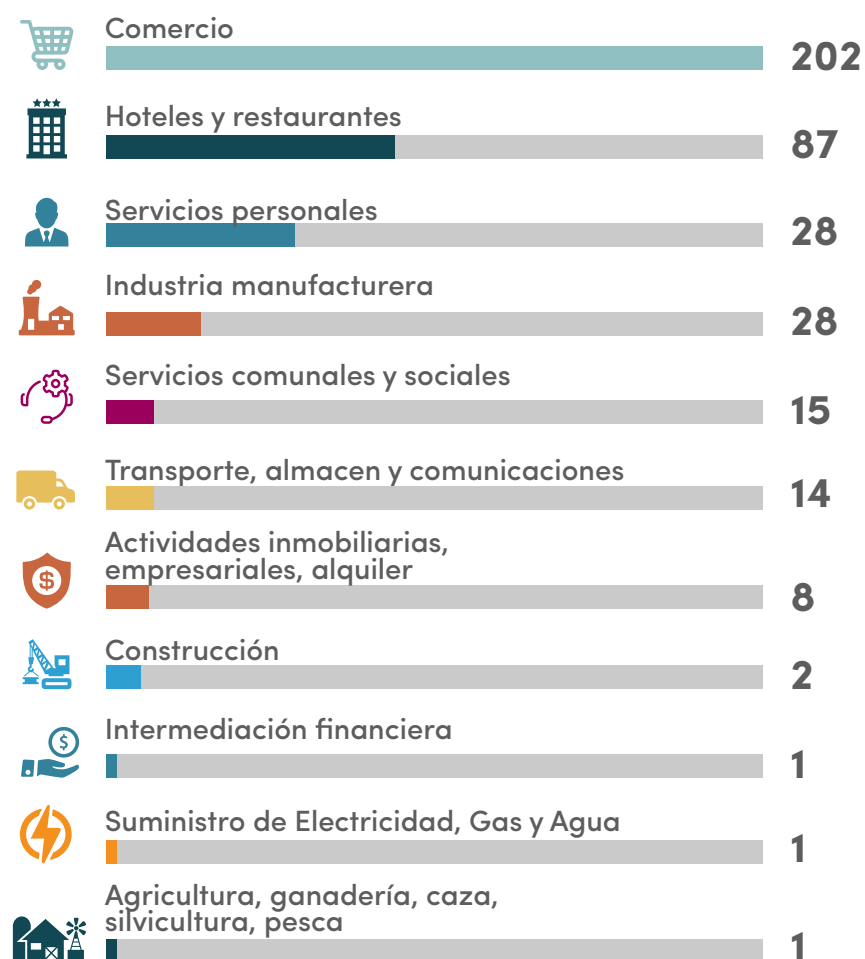 Comercio
202
Hoteles y restaurantes
87
Servicios personales
28
Industria manufacturera
28
Servicios comunales y sociales
15
Transporte, almacen y comunicaciones
14
Actividades inmobiliarias,
empresariales, alquiler
$
8
Construcción
2
Intermediación financiera
$
1
Suministro de Electricidad, Gas y Agua
1
Agricultura, ganadería, caza,
silvicultura, pesca
1